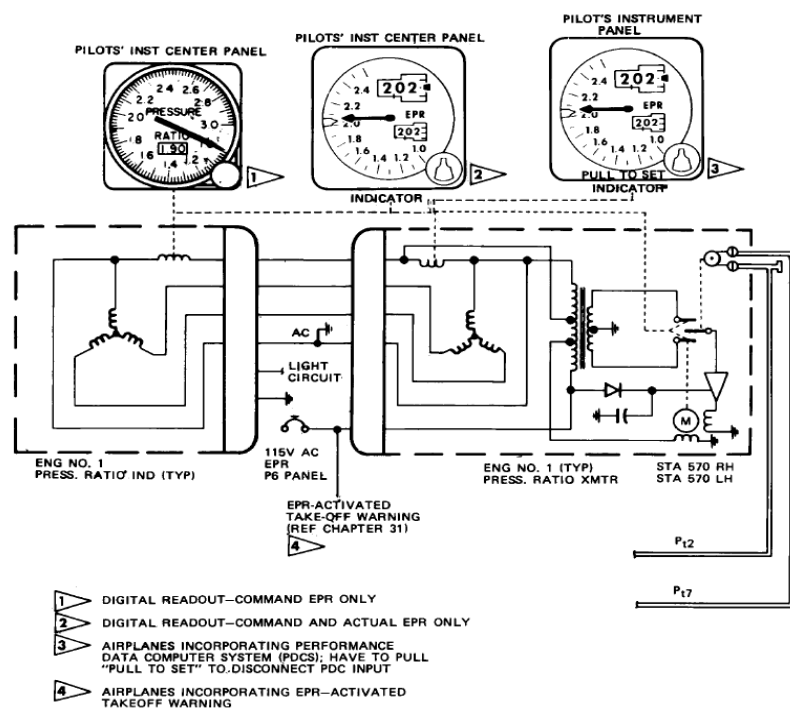 PILOTS' INST CENTER PANEL
PILOTS' INST CENTER PANEL
PILOT'S INSTRUMENT
PANEL
2.4 2.6
2.2 2.8
PRESSURE
2.0 3.0
RATIO
1.90
1.8
1.6 1.4 1.2
1
2.4
2.2
2.0
1.8
1.6
1.4
1.2
1.0
202
EPR
202
2
2.4
2.2
2.0
1.8
1.6
1.4
1.2
1.0
202
EPR
202
PULL TO SET
INDICATOR
3
INDICATOR
AC
LIGHT
CIRCUIT
115V AC
EPR
P6 PANEL
M
ENG NO. 1
PRESS. RATIO IND (TYP)
ENG NO. 1 (TYP)
PRESS. RATIO XMTR
STA 570 RH
STA 570 LH
EPR-ACTIVATED
TAKE-OFF WARNING
(REF CHAPTER 31)
4
Pt2
Pt7
1 DIGITAL READOUT—COMMAND EPR ONLY
2 DIGITAL READOUT—COMMAND AND ACTUAL EPR ONLY
3 AIRPLANES INCORPORATING PERFORMANCE
DATA COMPUTER SYSTEM (PDCS); HAVE TO PULL
"PULL TO SET" TO DISCONNECT PDC INPUT
4 AIRPLANES INCORPORATING EPR—ACTIVATED
TAKEOFF WARNING